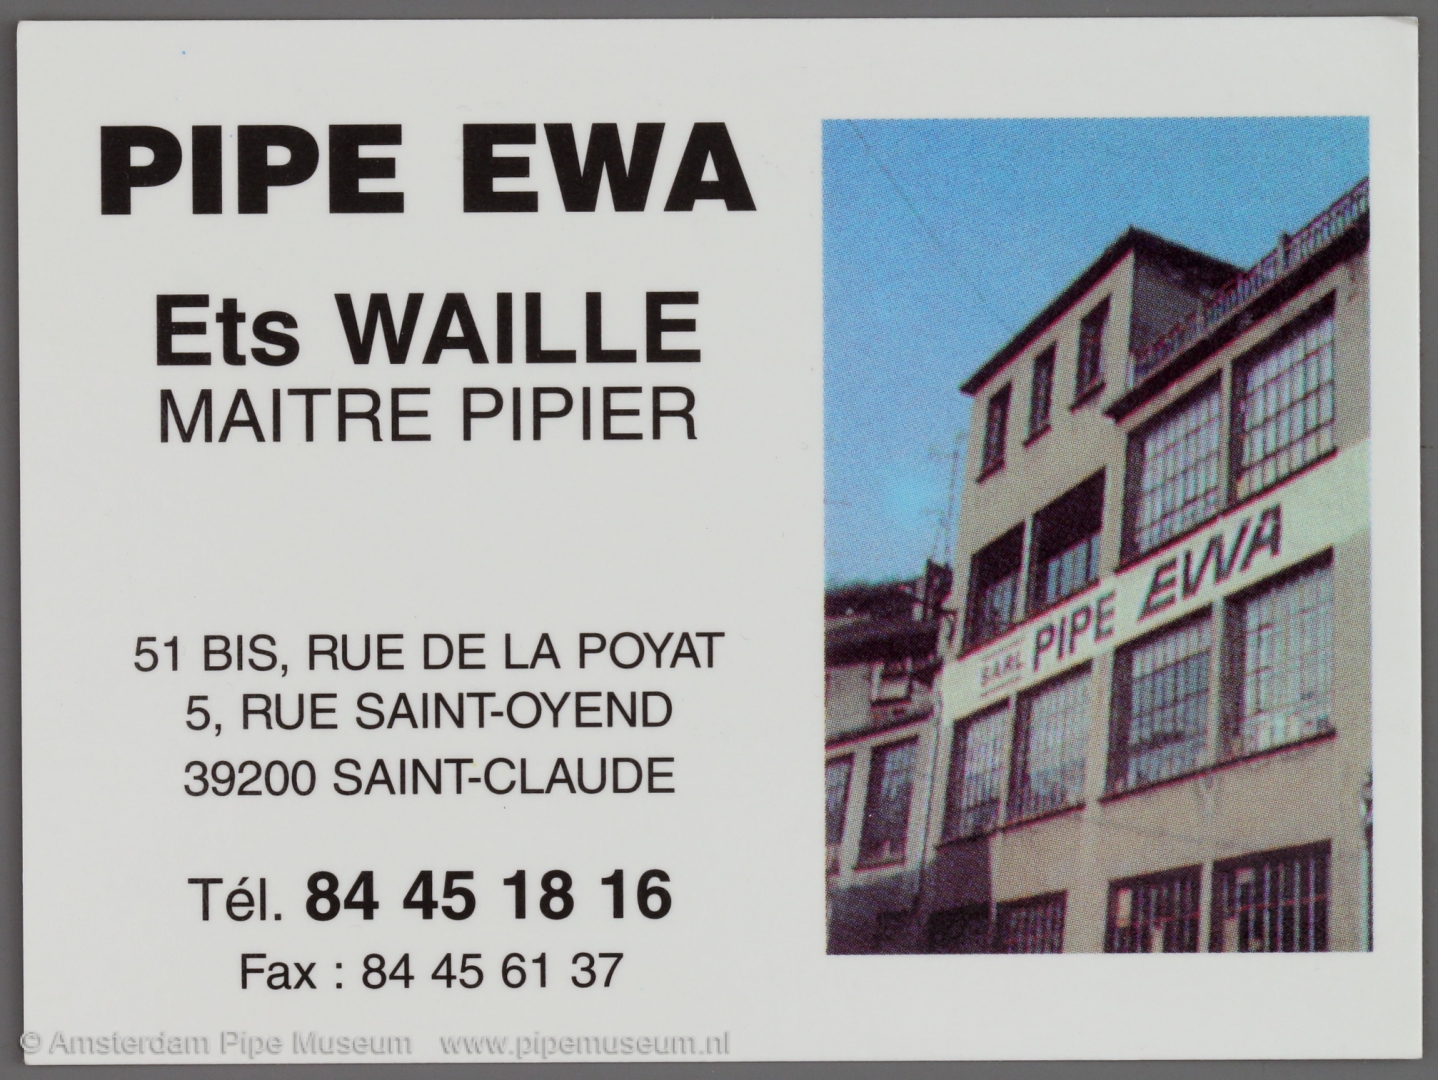 PIPE EWA
Ets WAILLE
MAITRE PIPIER
51 BIS, RUE DE LA POYAT
5, RUE SAINT-OYEND
39200 SAINT-CLAUDE
Tél. 84 45 18 16
Fax : 84 45 61 37
SARL PIPE EWA
© Amsterdam Pipe Museum www.pipemuseum.nl